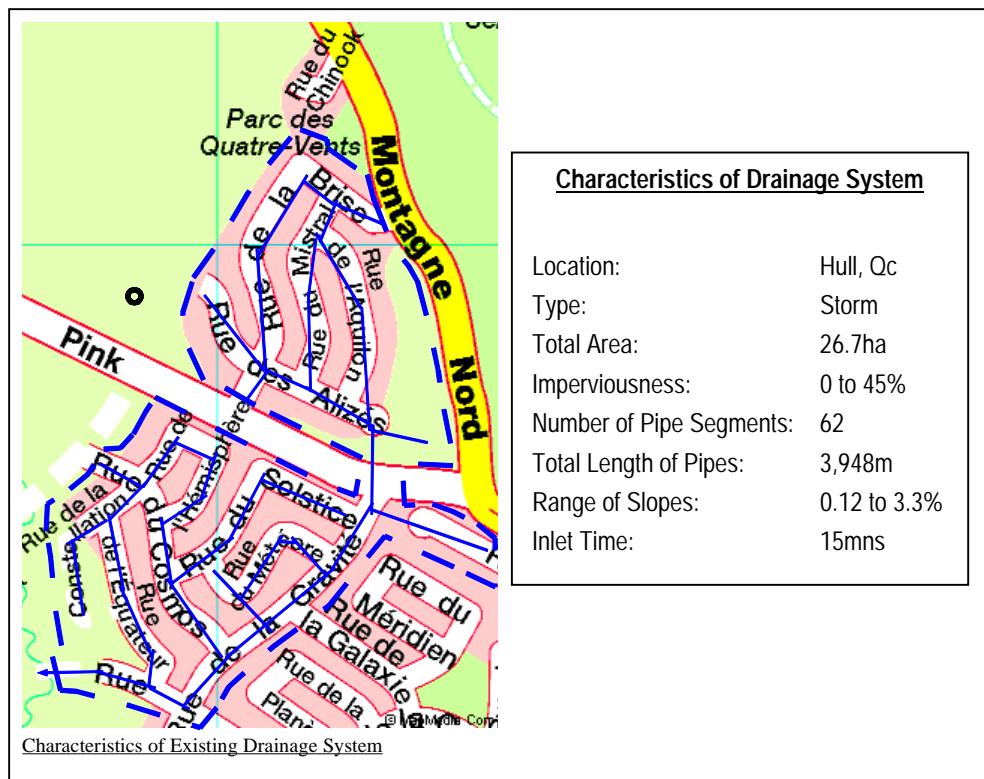 Rue du
Chinook
Parc des
Quatre-Vents
Montagne
Nord
Brise
Rue de la
Mistral
Rue du
Rue
de l'Aquilon
Rue des Alizés
Pink
l'Hémisphère
Rue de
Rue de la
Constellation
Rue du Cosmos
Rue du Solstice
Rue
du Météore
Rue
de l'Équateur
Rue
Rue de
la Gravité
Rue du
Méridien
Rue de
la Galaxie
Rue de la
Characteristics of Existing Drainage System
Characteristics of Drainage System
Location: Hull, Qc
Type: Storm
Total Area: 26.7ha
Imperviousness: 0 to 45%
Number of Pipe Segments: 62
Total Length of Pipes: 3,948m
Range of Slopes: 0.12 to 3.3%
Inlet Time: 15mns